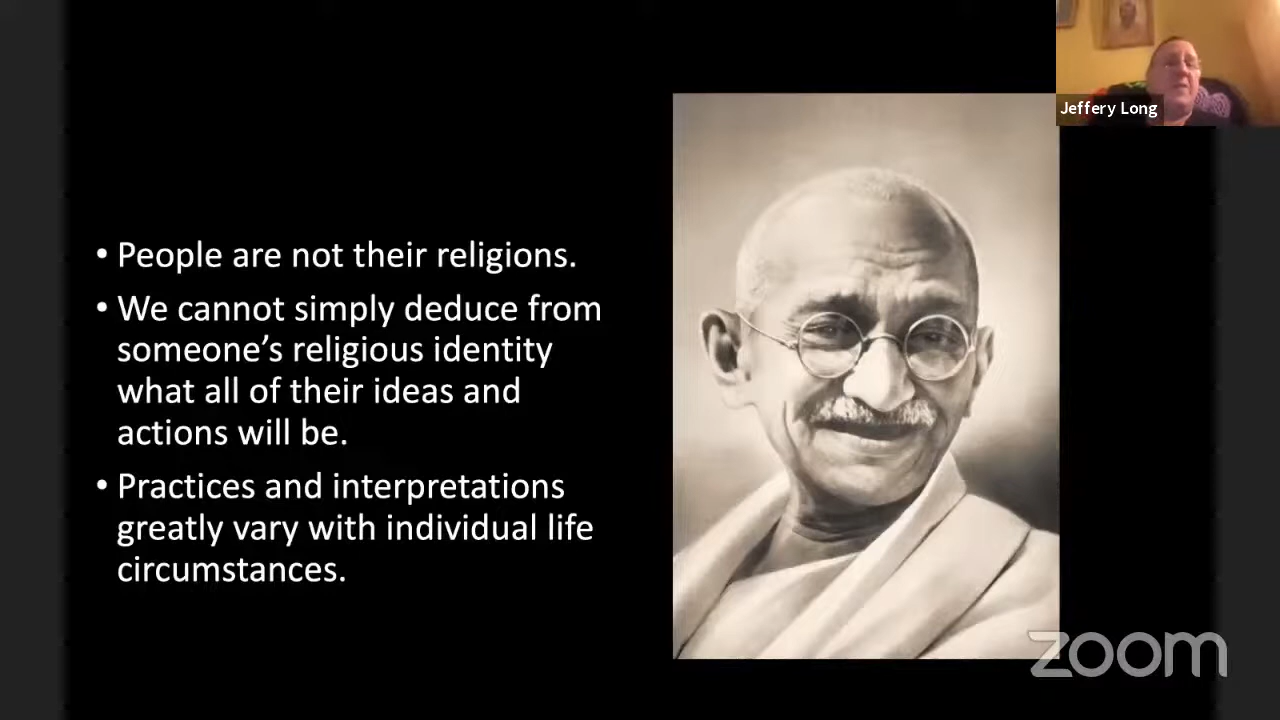 Jeffery Long
• People are not their religions.
• We cannot simply deduce from
someone’s religious identity
what all of their ideas and
actions will be.
• Practices and interpretations
greatly vary with individual life
circumstances.
zoom